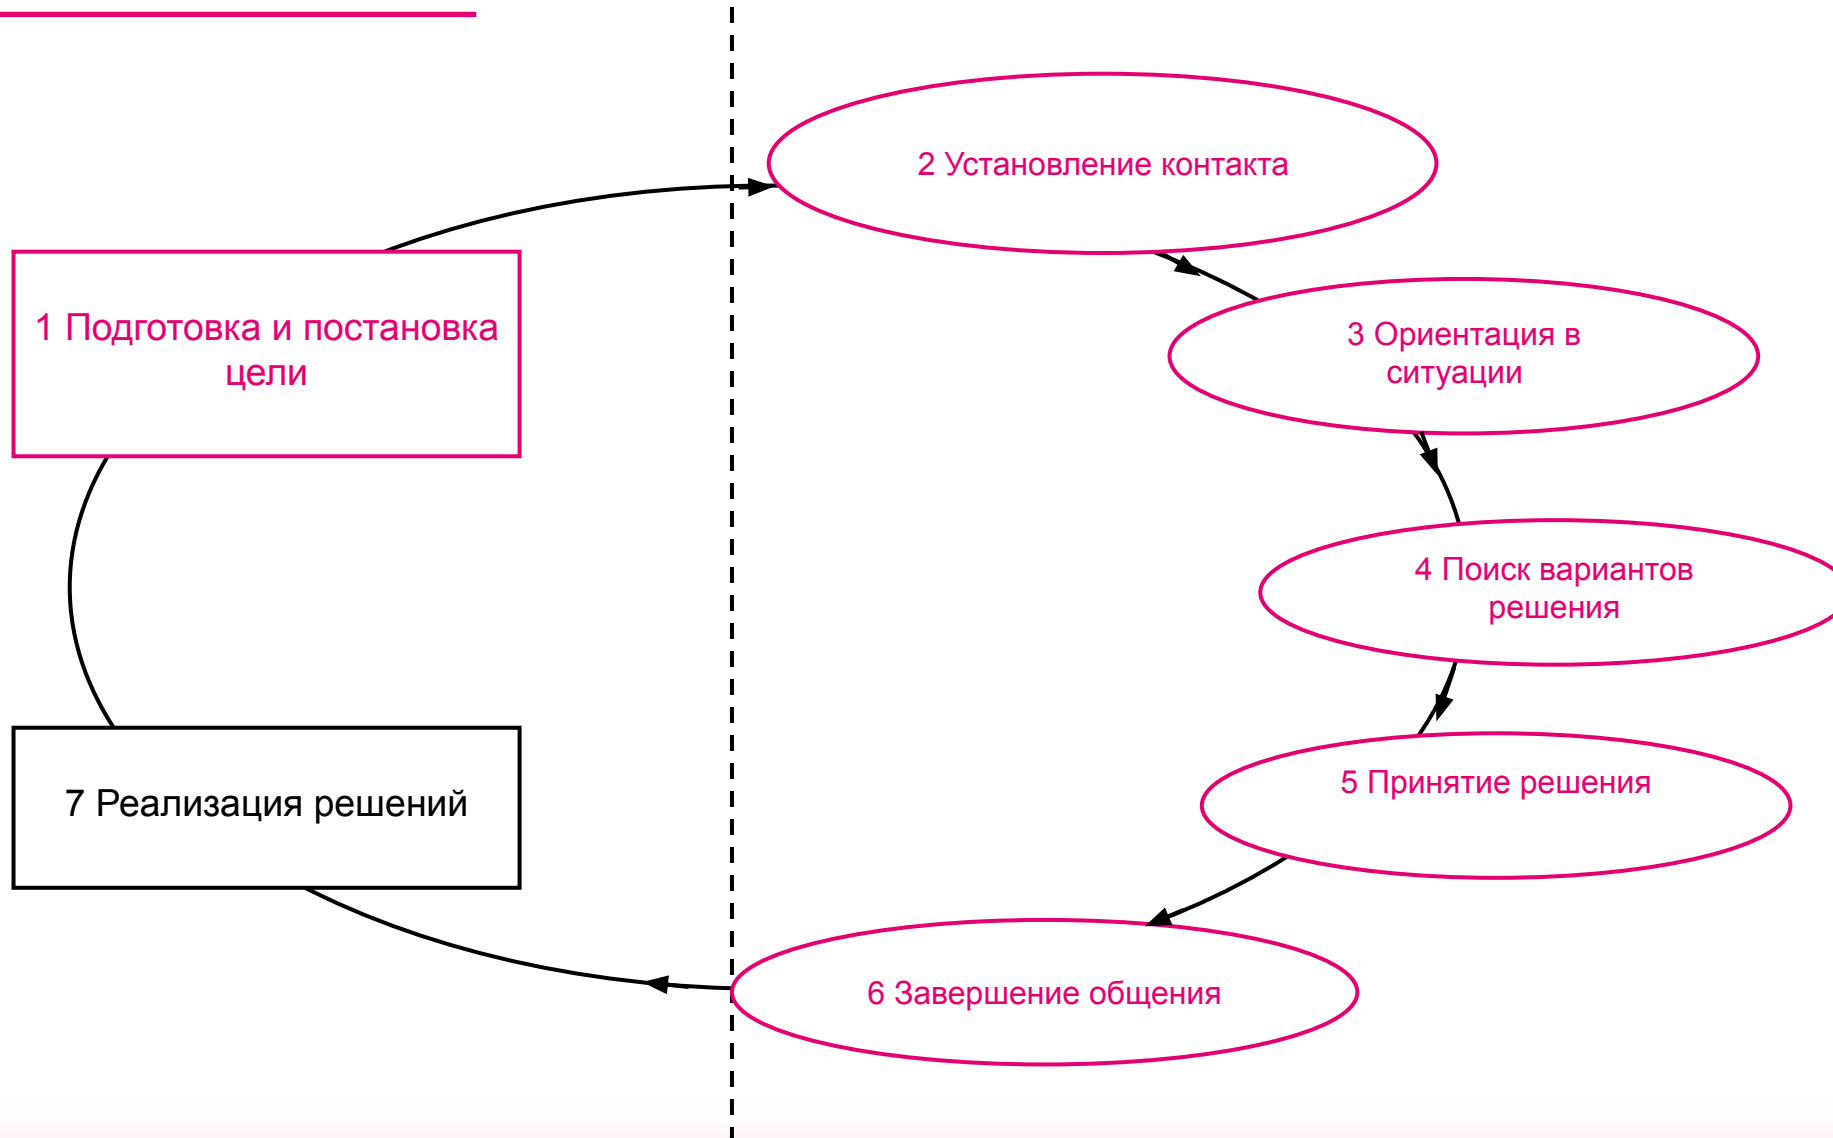 1 Подготовка и постановка
цели
2 Установление контакта
3 Ориентация в
ситуации
4 Поиск вариантов
решения
5 Принятие решения
6 Завершение общения
7 Реализация решений